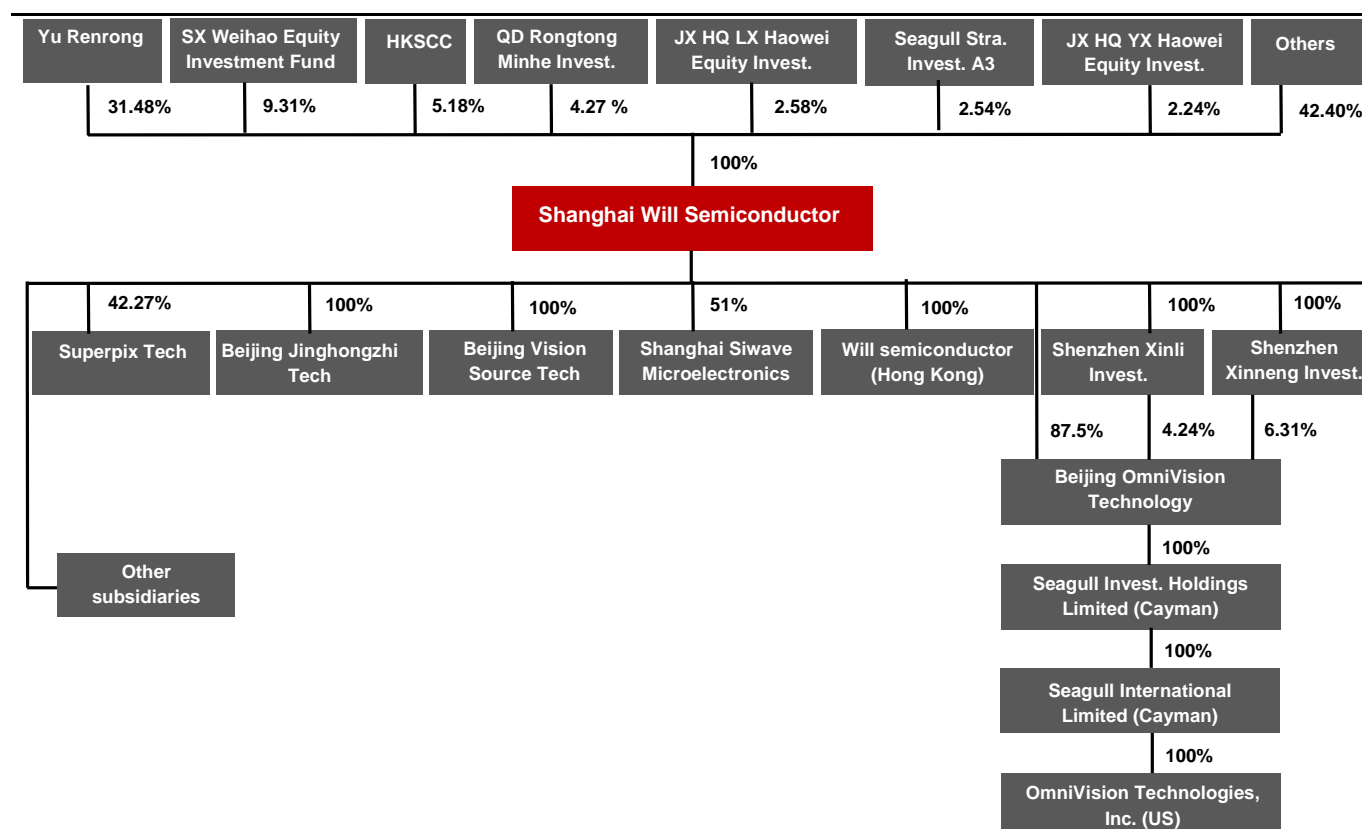 Yu Renrong
SX Weihao Equity
Investment Fund
HKSCC
QD Rongtong
Minhe Invest.
JX HQ LX Haowei
Equity Invest.
Seagull Stra.
Invest. A3
JX HQ YX Haowei
Equity Invest.
Others
31.48%
9.31%
5.18%
4.27 %
2.58%
2.54%
2.24%
42.40%
100%
Shanghai Will Semiconductor
42.27%
100%
100%
51%
100%
100%
100%
Superpix Tech
Beijing Jinghongzhi
Tech
Beijing Vision
Source Tech
Shanghai Siwave
Microelectronics
Will semiconductor
(Hong Kong)
Shenzhen Xinli
Invest.
Shenzhen
Xinneng Invest.
87.5%
4.24%
6.31%
Beijing OmniVision
Technology
100%
Other
subsidiaries
Seagull Invest. Holdings
Limited (Cayman)
100%
Seagull International
Limited (Cayman)
100%
OmniVision Technologies,
Inc. (US)